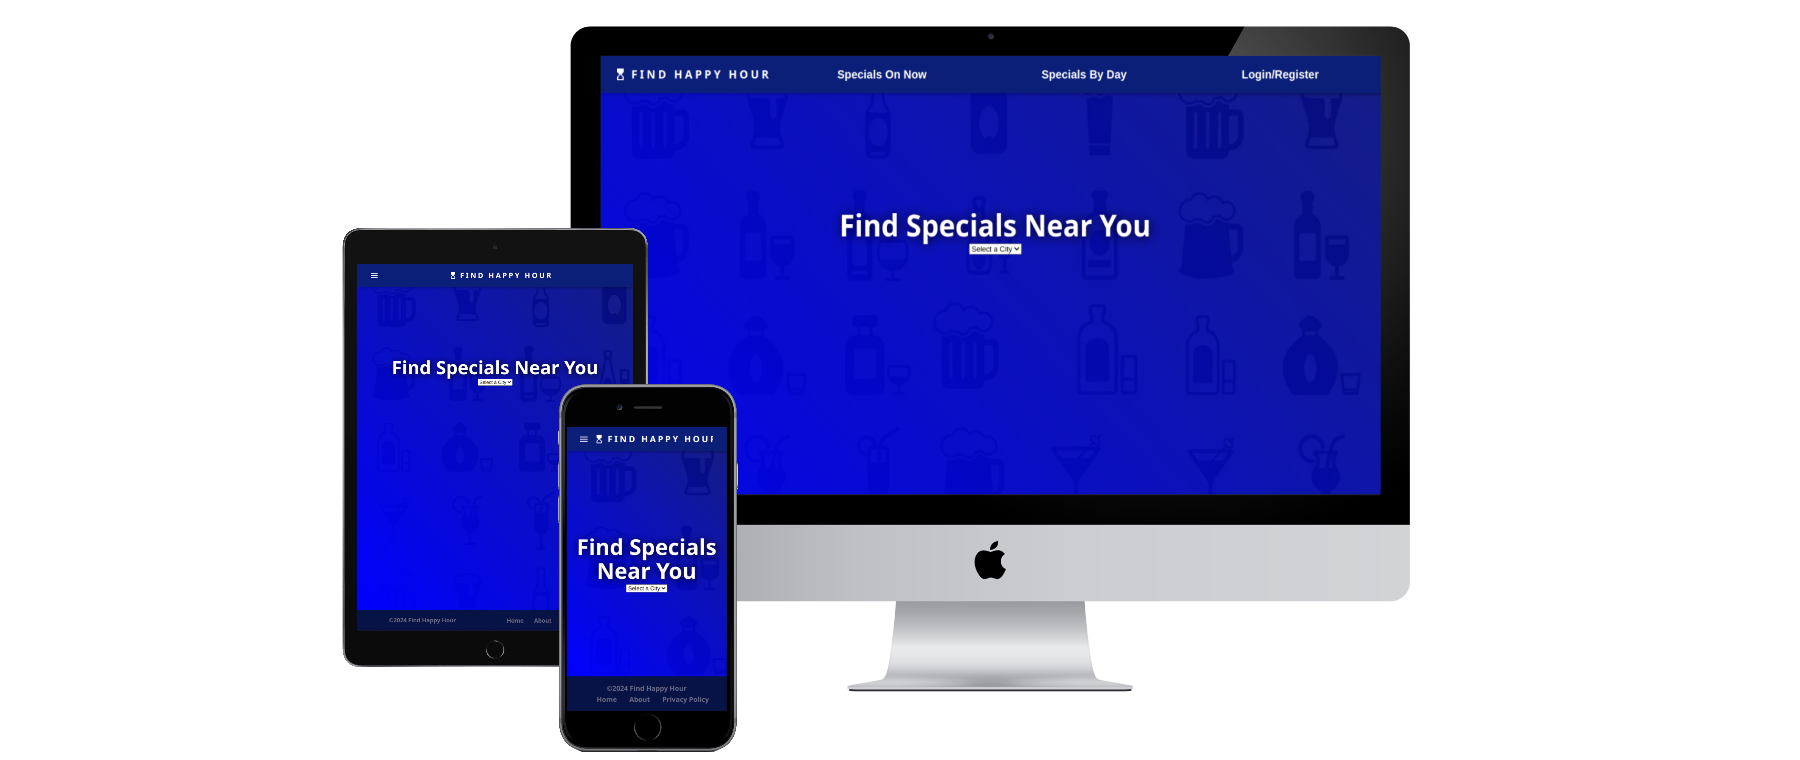 FIND HAPPY HOUR
Specials On Now
Specials By Day
Login/Register
Find Specials Near You
Select a City
FIND HAPPY HOUR
Find Specials Near You
Select a City
©2024 Find Happy Hour
Home
About
FIND HAPPY HOUR
Find Specials
Near You
Select a City
©2024 Find Happy Hour
Home
About
Privacy Policy